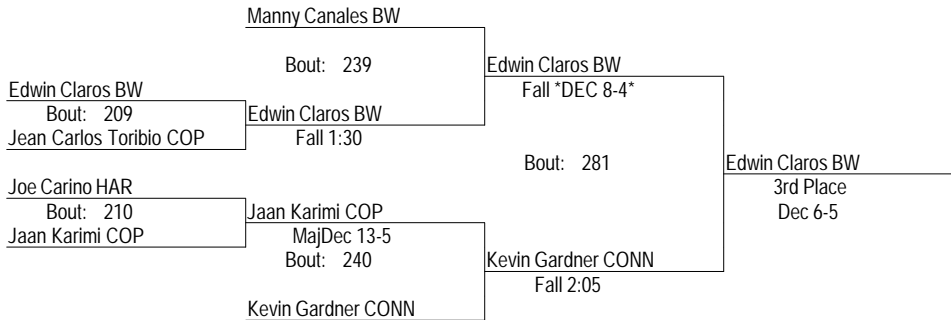 Manny Canales BW
Bout: 239
Edwin Claros BW
Fall *DEC 8-4*
Edwin Claros BW
Bout: 209
Jean Carlos Toribio COP
Edwin Claros BW
Fall 1:30
Bout: 281
Edwin Claros BW
3rd Place
Dec 6-5
Joe Carino HAR
Bout: 210
Jaan Karimi COP
Jaan Karimi COP
MajDec 13-5
Bout: 240
Kevin Gardner CONN
Fall 2:05
Kevin Gardner CONN